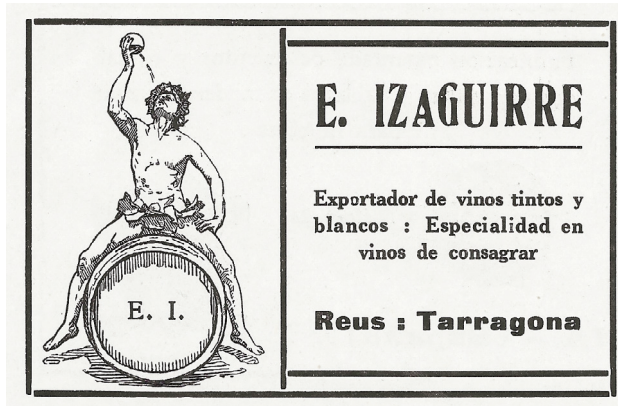 E. I.
E. IZAGUIRRE
Exportador de vinos tintos y
blancos : Especialidad en
vinos de consagrar
Reus : Tarragona